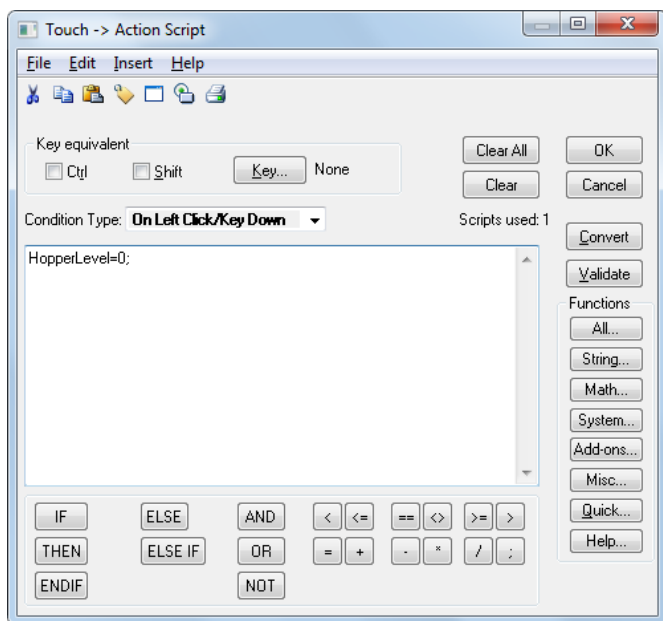 Touch -> Action Script
File Edit Insert Help
Key equivalent
Ctrl Shift Key... None
Clear All
OK
Clear
Cancel
Condition Type: On Left Click/Key Down
Scripts used: 1
Convert
HopperLevel=0;
Validate
Functions
All...
String...
Math...
System...
Add-ons...
Misc...
Quick...
Help...
IF ELSE AND < <= == <> >= >
THEN ELSE IF OR = + - * / ;
ENDIF NOT